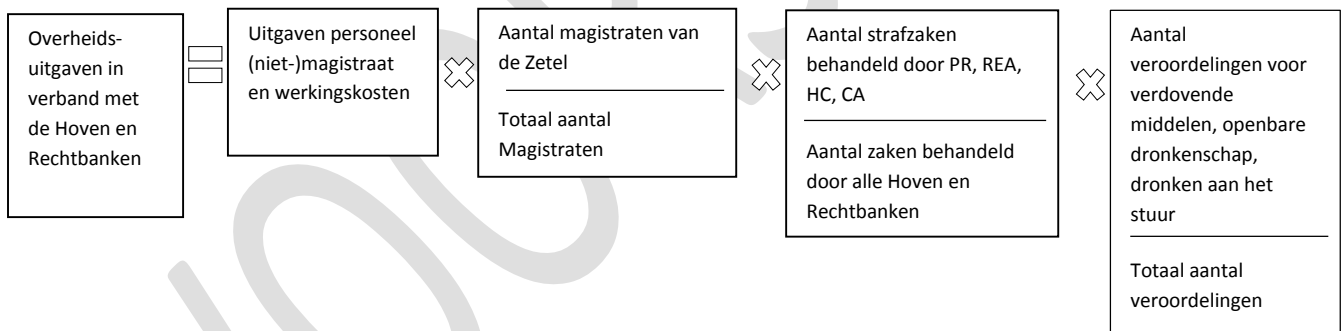 Overheids-
uitgaven in
verband met
de Hoven en
Rechtbanken
Uitgaven personeel
(niet-)magistraat
en werkingskosten
Aantal magistraten van
de Zetel
Totaal aantal
Magistraten
Aantal strafzaken
behandeld door PR, REA,
HC, CA
Aantal zaken behandeld
door alle Hoven en
Rechtbanken
Aantal
veroordelingen voor
verdovende
middelen, openbare
dronkenschap,
dronken aan het
stuur
Totaal aantal
veroordelingen